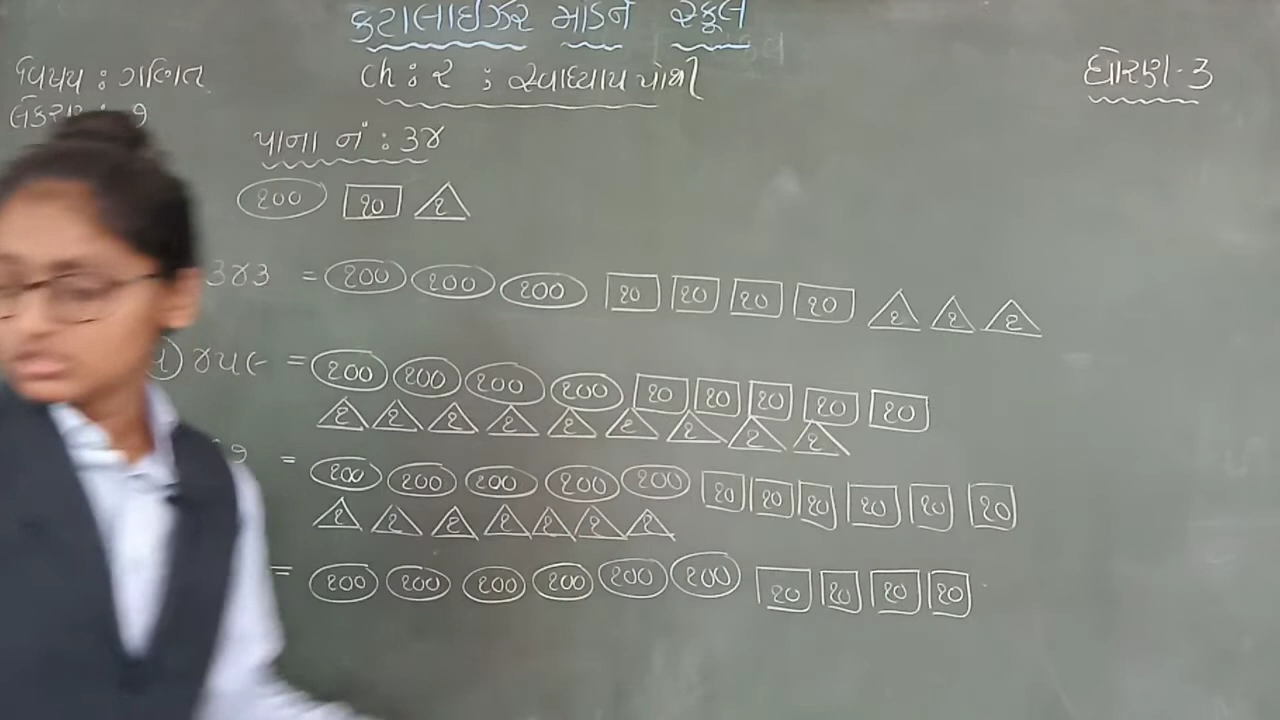 કેટાલાઈઝર મોડર્ન સ્કૂલ
વિષય : ગણિત ch : ૨ : સ્વાધ્યાય પોથી ધોરણ-૩
પાના નં : ૩૪
૧૦૦ ૧૦ ૧
૩૪૩ = ૧૦૦ ૧૦૦ ૧૦૦ ૧૦ ૧૦ ૧૦ ૧૦ ૧ ૧ ૧
૪૫૯ = ૧૦૦ ૧૦૦ ૧૦૦ ૧૦૦ ૧૦ ૧૦ ૧૦ ૧૦ ૧૦
૧ ૧ ૧ ૧ ૧ ૧ ૧ ૧ ૧
૭ = ૧૦૦ ૧૦૦ ૧૦૦ ૧૦૦ ૧૦૦ ૧૦ ૧૦ ૧૦ ૧૦ ૧૦ ૧૦
૧ ૧ ૧ ૧ ૧ ૧ ૧
= ૧૦૦ ૧૦૦ ૧૦૦ ૧૦૦ ૧૦૦ ૧૦૦ ૧૦ ૧૦ ૧૦ ૧૦